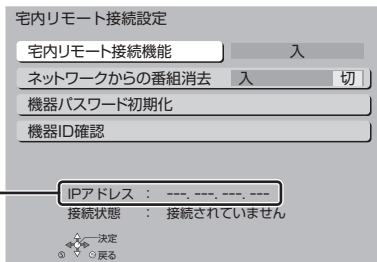 宅内リモート接続設定
宅内リモート接続機能 入
ネットワークからの番組消去 入 切
機器パスワード初期化
機器ID確認
IPアドレス : ---. ---. ---. ---
接続状態 : 接続されていません
決定
S 戻る